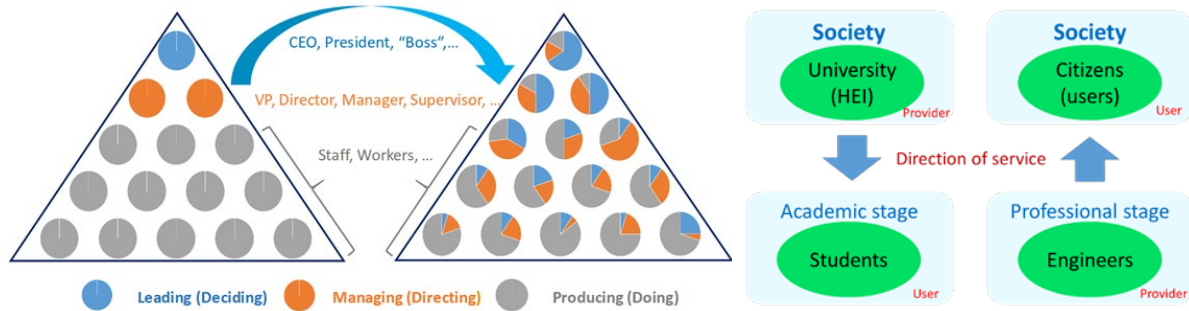 CEO, President, “Boss”,...
VP, Director, Manager, Supervisor, ...
Staff, Workers, ...
Leading (Deciding)
Managing (Directing)
Producing (Doing)
Society
University
(HEI)
Provider
Society
Citizens
(users)
User
Direction of service
Academic stage
Students
User
Professional stage
Engineers
Provider